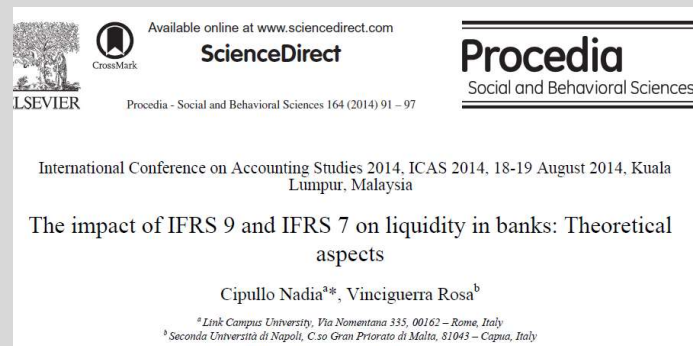 Available online at www.sciencedirect.com
CrossMark
ScienceDirect
Procedia
Social and Behavioral Sciences
LSEVIER
Procedia - Social and Behavioral Sciences 164 (2014) 91 – 97
International Conference on Accounting Studies 2014, ICAS 2014, 18-19 August 2014, Kuala
Lumpur, Malaysia
The impact of IFRS 9 and IFRS 7 on liquidity in banks: Theoretical
aspects
Cipullo Nadiaᵃ*, Vinciguerra Rosaᵇ
ᵃ Link Campus University, Via Nomentana 335, 00162 – Rome, Italy
ᵇ Seconda Università di Napoli, C.so Gran Priorato di Malta, 81043 – Capua, Italy